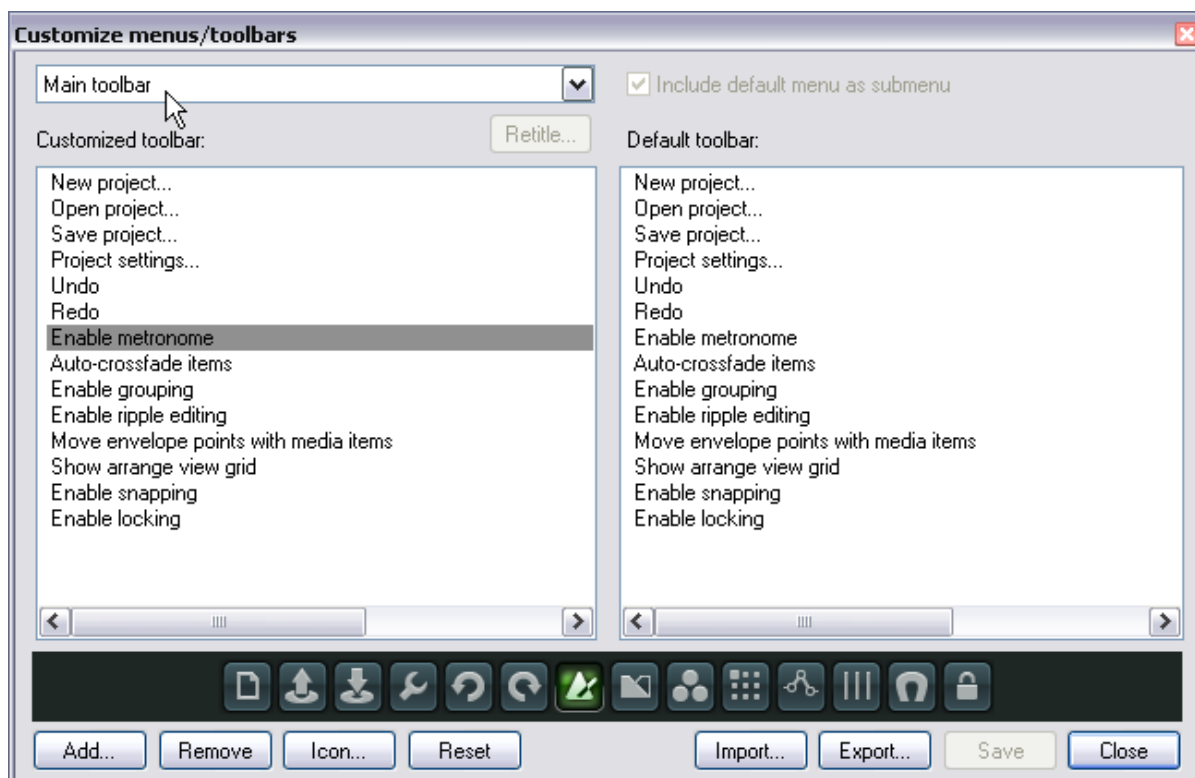 Customize menus/toolbars
Main toolbar
Include default menu as submenu
Customized toolbar:
Retitle...
Default toolbar:
New project...
Open project...
Save project...
Project settings...
Undo
Redo
Enable metronome
Auto-crossfade items
Enable grouping
Enable ripple editing
Move envelope points with media items
Show arrange view grid
Enable snapping
Enable locking
New project...
Open project...
Save project...
Project settings...
Undo
Redo
Enable metronome
Auto-crossfade items
Enable grouping
Enable ripple editing
Move envelope points with media items
Show arrange view grid
Enable snapping
Enable locking
Add...
Remove
Icon...
Reset
Import...
Export...
Save
Close